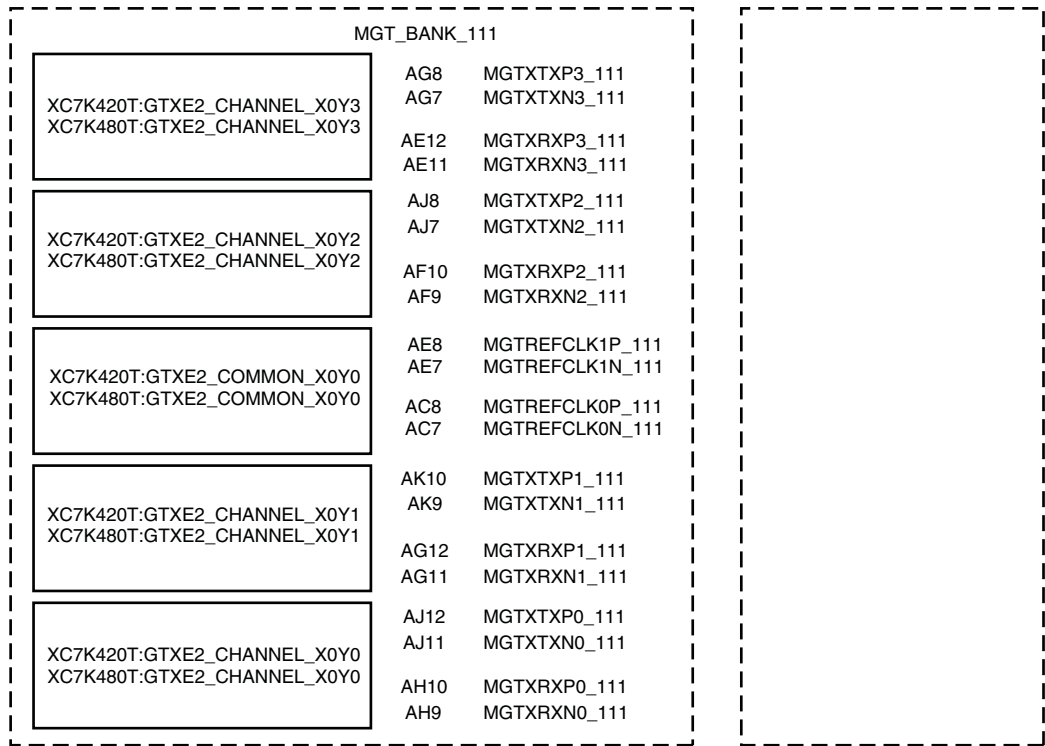 MGT_BANK_111
XC7K420T:GTXE2_CHANNEL_X0Y3
XC7K480T:GTXE2_CHANNEL_X0Y3
AG8 MGTXTXP3_111
AG7 MGTXTXN3_111
AE12 MGTXRXP3_111
AE11 MGTXRXN3_111
XC7K420T:GTXE2_CHANNEL_X0Y2
XC7K480T:GTXE2_CHANNEL_X0Y2
AJ8 MGTXTXP2_111
AJ7 MGTXTXN2_111
AF10 MGTXRXP2_111
AF9 MGTXRXN2_111
XC7K420T:GTXE2_COMMON_X0Y0
XC7K480T:GTXE2_COMMON_X0Y0
AE8 MGTREFCLK1P_111
AE7 MGTREFCLK1N_111
AC8 MGTREFCLK0P_111
AC7 MGTREFCLK0N_111
XC7K420T:GTXE2_CHANNEL_X0Y1
XC7K480T:GTXE2_CHANNEL_X0Y1
AK10 MGTXTXP1_111
AK9 MGTXTXN1_111
AG12 MGTXRXP1_111
AG11 MGTXRXN1_111
XC7K420T:GTXE2_CHANNEL_X0Y0
XC7K480T:GTXE2_CHANNEL_X0Y0
AJ12 MGTXTXP0_111
AJ11 MGTXTXN0_111
AH10 MGTXRXP0_111
AH9 MGTXRXN0_111